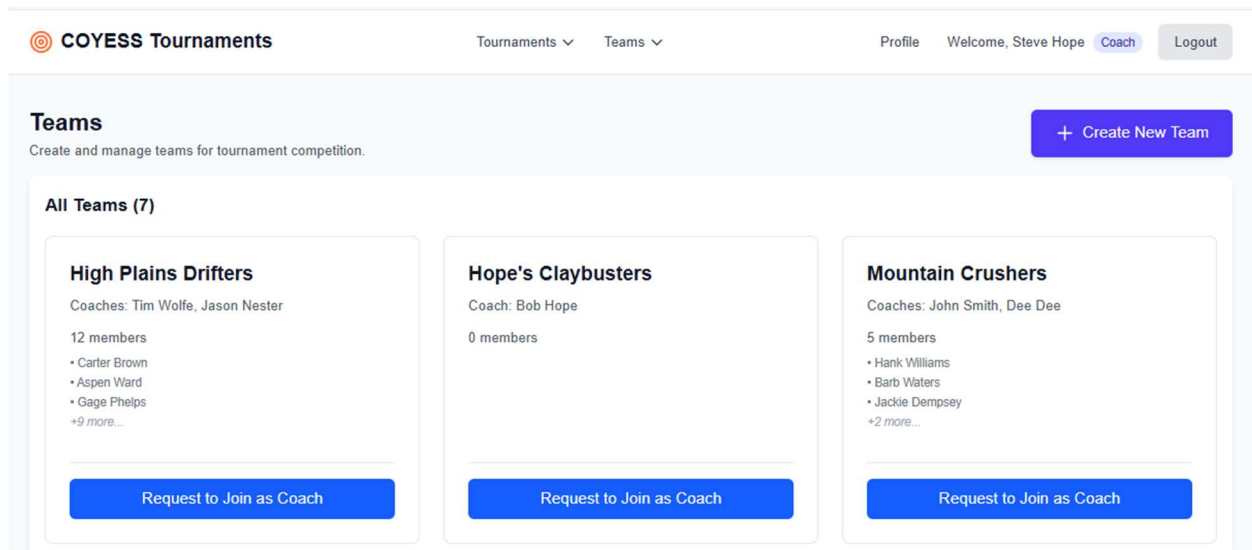 COYESS Tournaments
Tournaments
Teams
Profile
Welcome, Steve Hope
Coach
Logout
Teams
Create and manage teams for tournament competition.
+ Create New Team
All Teams (7)
High Plains Drifters
Coaches: Tim Wolfe, Jason Nester
12 members
• Carter Brown
• Aspen Ward
• Gage Phelps
+9 more...
Request to Join as Coach
Hope's Claybusters
Coach: Bob Hope
0 members
Request to Join as Coach
Mountain Crushers
Coaches: John Smith, Dee Dee
5 members
• Hank Williams
• Barb Waters
• Jackie Dempsey
+2 more...
Request to Join as Coach